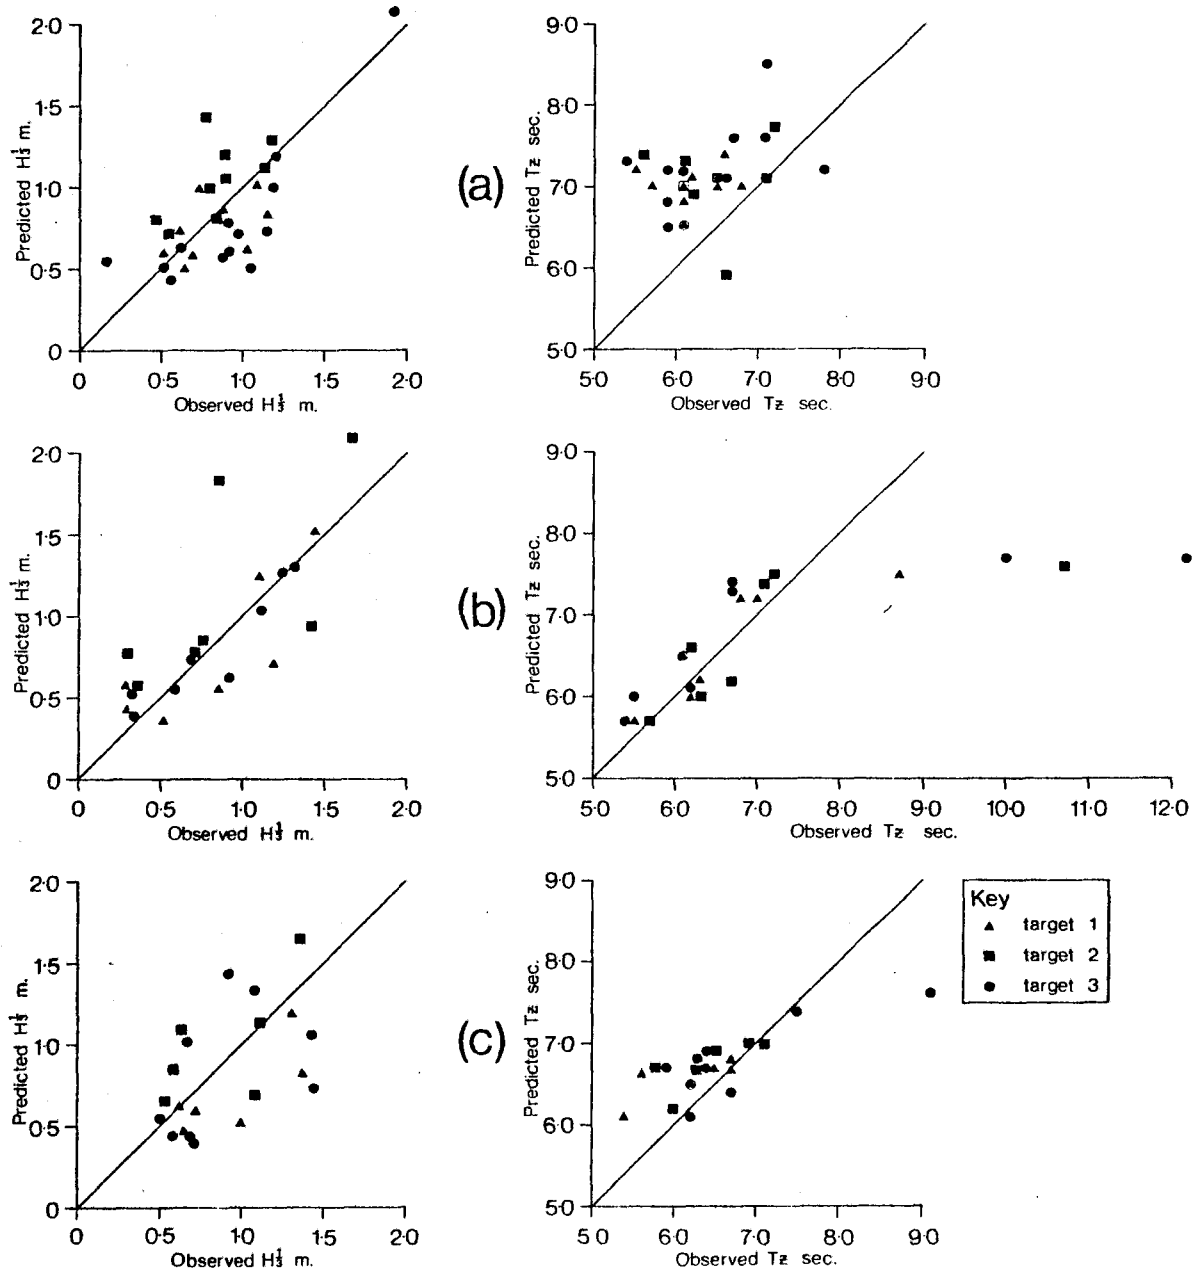 2·0
1·5
1·0
0·5
0
Predicted H⅓ m.
0 0·5 1·0 1·5 2·0
Observed H⅓ m.
(a)
9·0
8·0
7·0
6·0
5·0
Predicted Tz sec.
5·0 6·0 7·0 8·0 9·0
Observed Tz sec.
2·0
1·5
1·0
0·5
0
Predicted H⅓ m.
0 0·5 1·0 1·5 2·0
Observed H⅓ m.
(b)
9·0
8·0
7·0
6·0
5·0
Predicted Tz sec.
5·0 6·0 7·0 8·0 9·0 10·0 11·0 12·0
Observed Tz sec.
2·0
1·5
1·0
0·5
0
Predicted H⅓ m.
0 0·5 1·0 1·5 2·0
Observed H⅓ m.
(c)
9·0
8·0
7·0
6·0
5·0
Predicted Tz sec.
5·0 6·0 7·0 8·0 9·0
Observed Tz sec.
Key
target 1
target 2
target 3